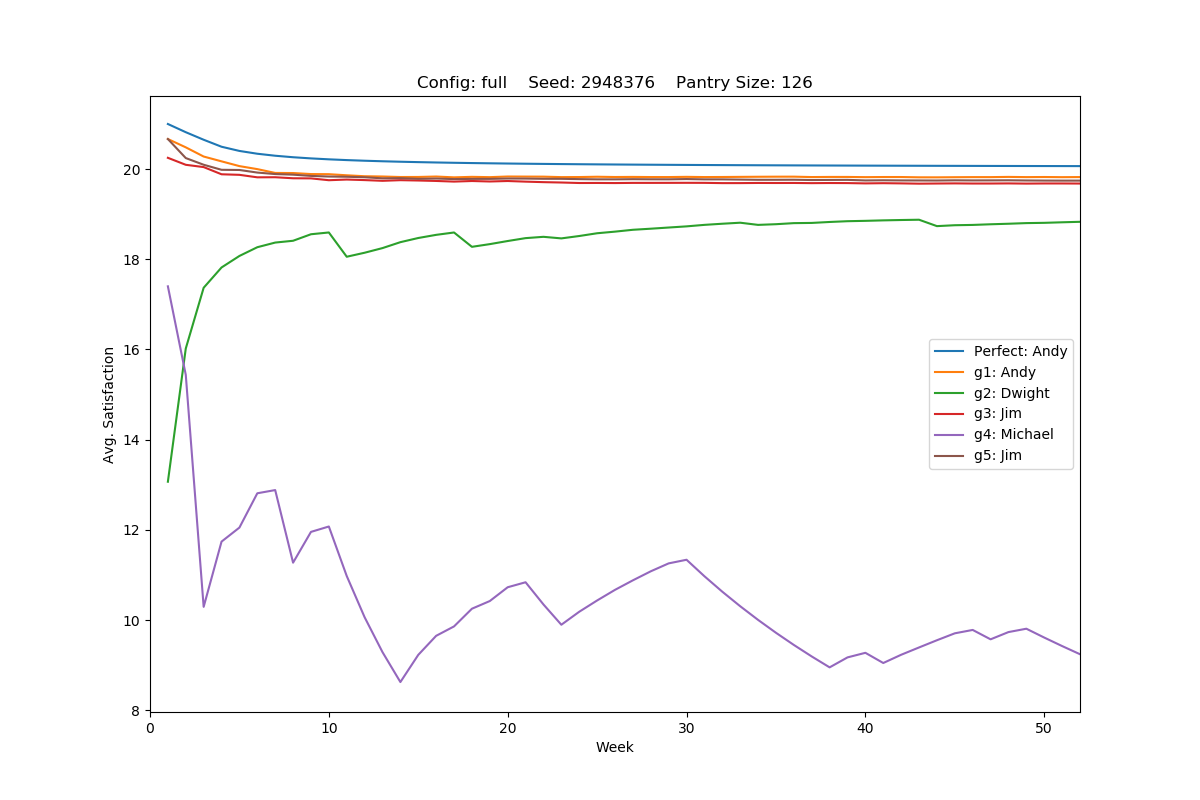 Config: full    Seed: 2948376    Pantry Size: 126
20
18
16
14
12
10
8
Avg. Satisfaction
Perfect: Andy
g1: Andy
g2: Dwight
g3: Jim
g4: Michael
g5: Jim
0 10 20 30 40 50
Week